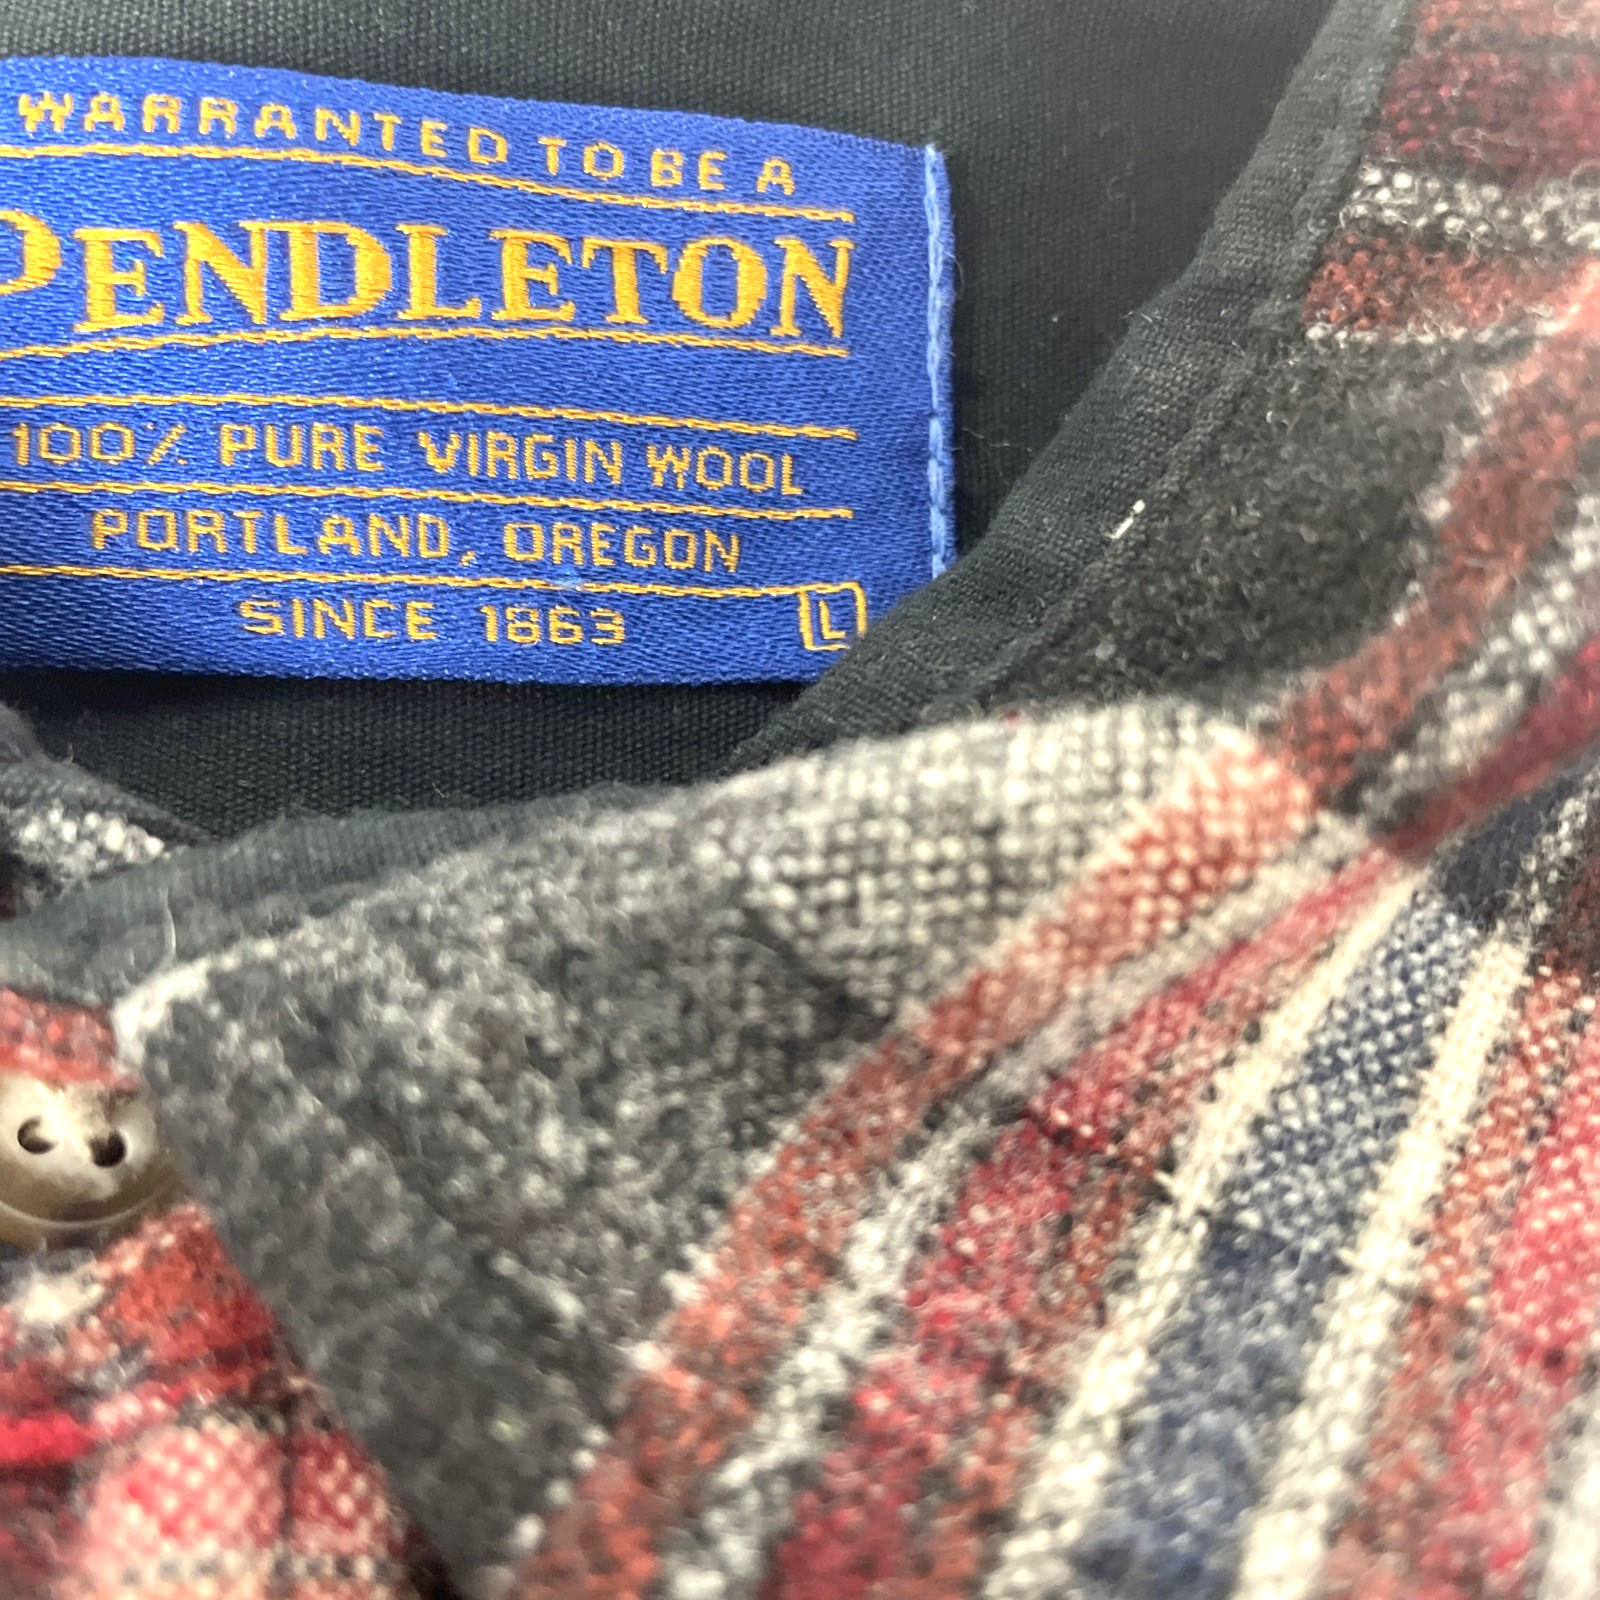 WARRANTED TO BE A
PENDLETON
100% PURE VIRGIN WOOL
PORTLAND, OREGON
SINCE 1863 L